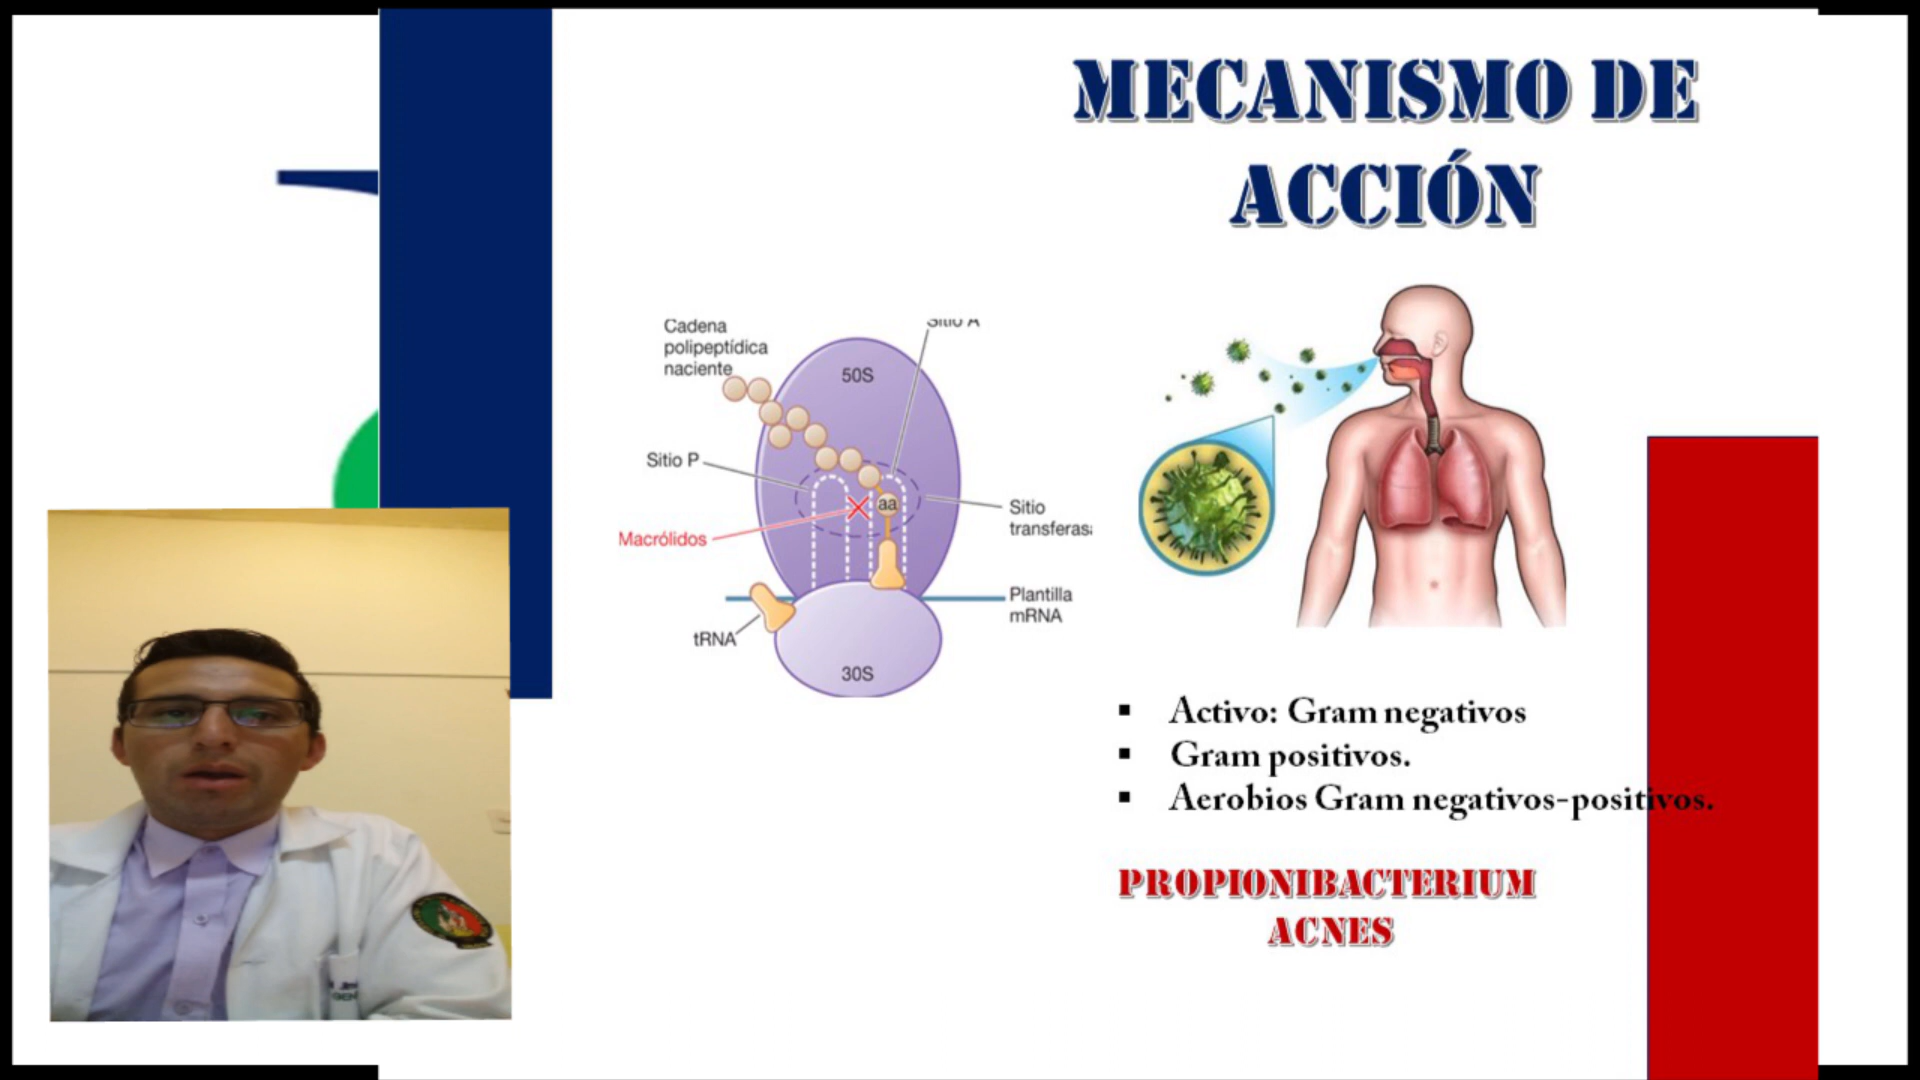 MECANISMO DE
ACCIÓN
Cadena
polipeptídica
naciente
Sitio A
50S
Sitio P
aa
Sitio
Macrólidos
Plantilla
mRNA
tRNA
30S
▪ Activo: Gram negativos
▪ Gram positivos.
▪ Aerobios Gram negativos-positivos.
PROPIONIBACTERIUM
ACNES